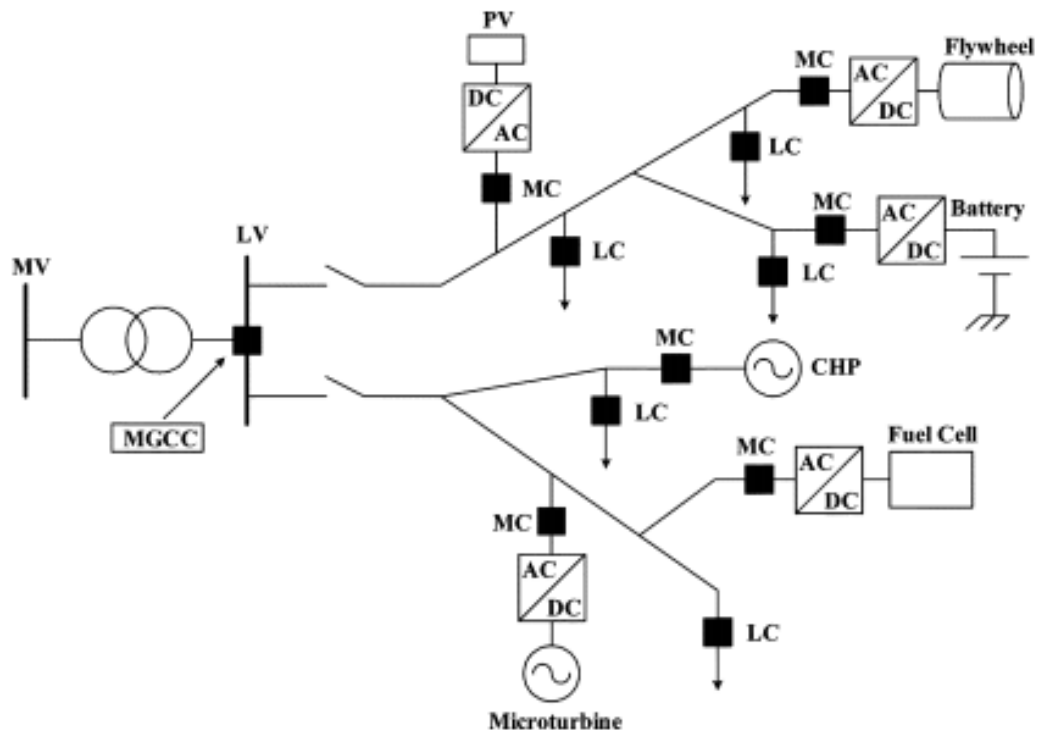 PV
DC
AC
MC
MC
AC
DC
Flywheel
LC
LC
MC
AC
DC
Battery
LC
MV
LV
MGCC
MC
CHP
LC
MC
AC
DC
Fuel Cell
MC
AC
DC
Microturbine
LC